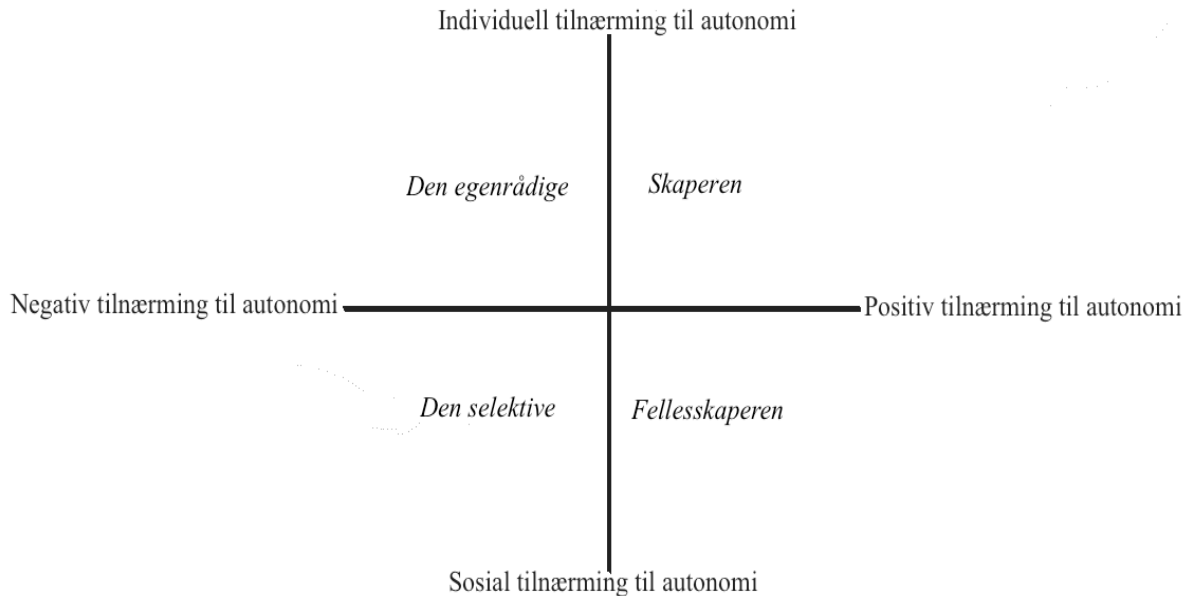 Individuell tilnærming til autonomi
Den egenrådige
Skaperen
Negativ tilnærming til autonomi
Positiv tilnærming til autonomi
Den selektive
Fellesskaperen
Sosial tilnærming til autonomi